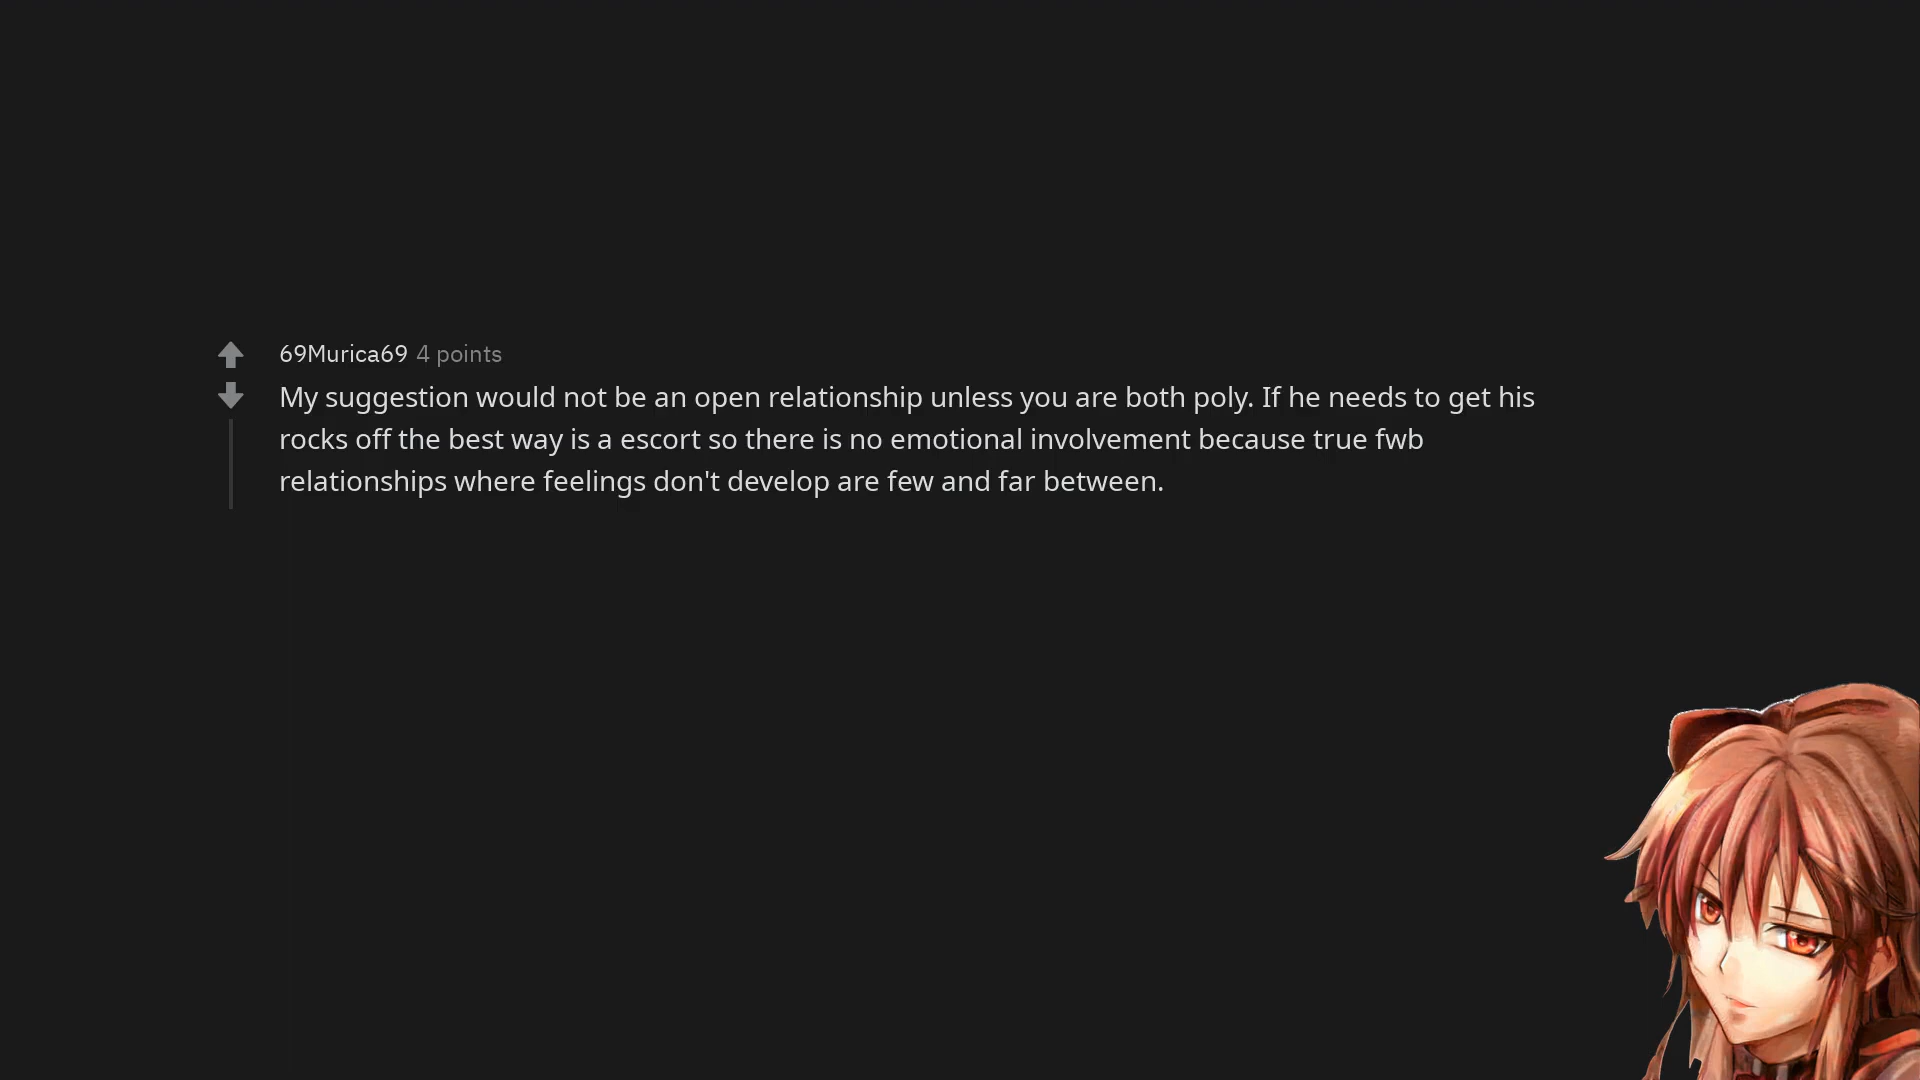 69Murica69 4 points
My suggestion would not be an open relationship unless you are both poly. If he needs to get his
rocks off the best way is a escort so there is no emotional involvement because true fwb
relationships where feelings don't develop are few and far between.